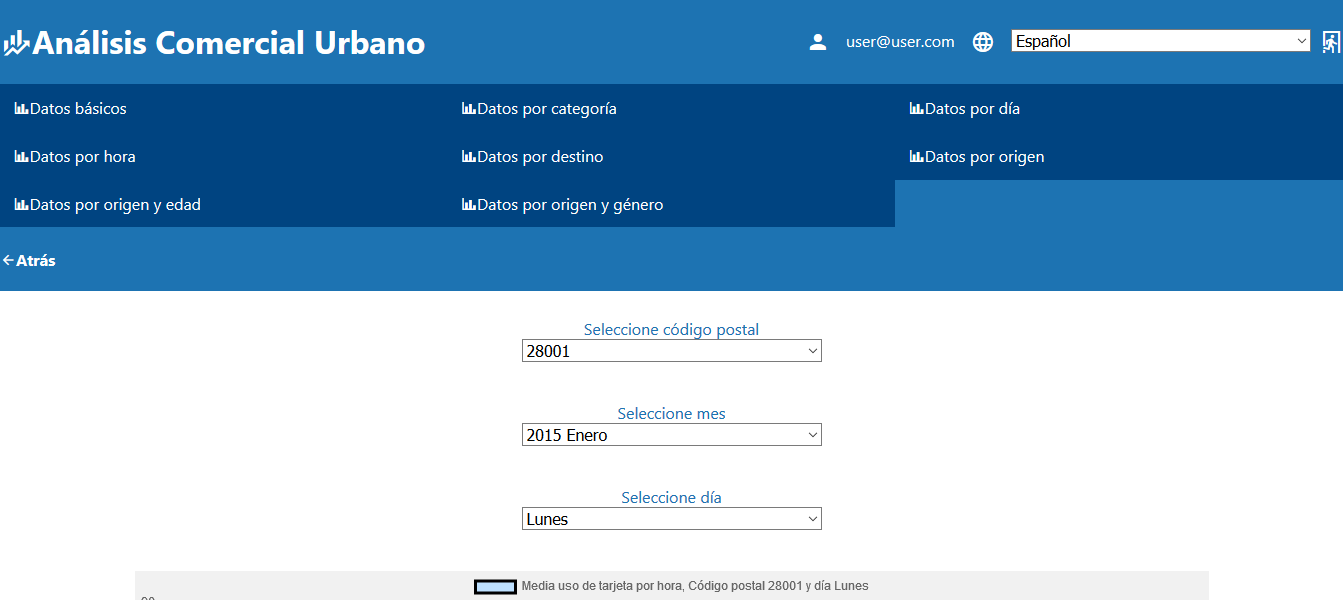 Análisis Comercial Urbano
user@user.com
Español
Datos básicos
Datos por categoría
Datos por día
Datos por hora
Datos por destino
Datos por origen
Datos por origen y edad
Datos por origen y género
Atrás
Seleccione código postal
28001
Seleccione mes
2015 Enero
Seleccione día
Lunes
Media uso de tarjeta por hora, Código postal 28001 y día Lunes